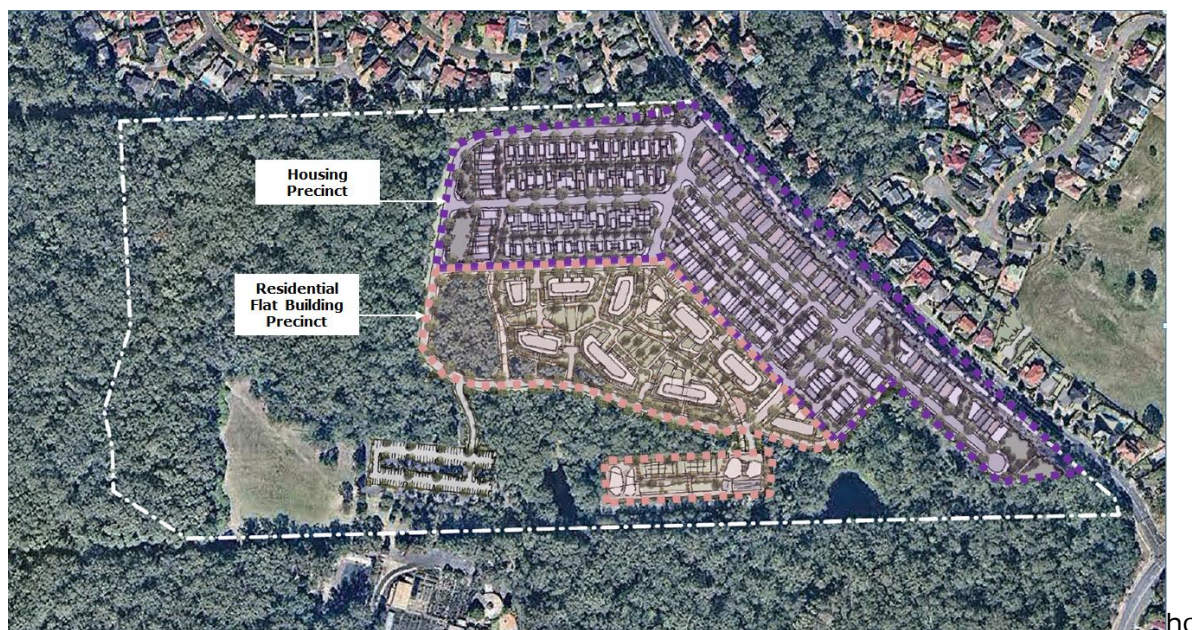 Housing
Precinct
Residential
Flat Building
Precinct